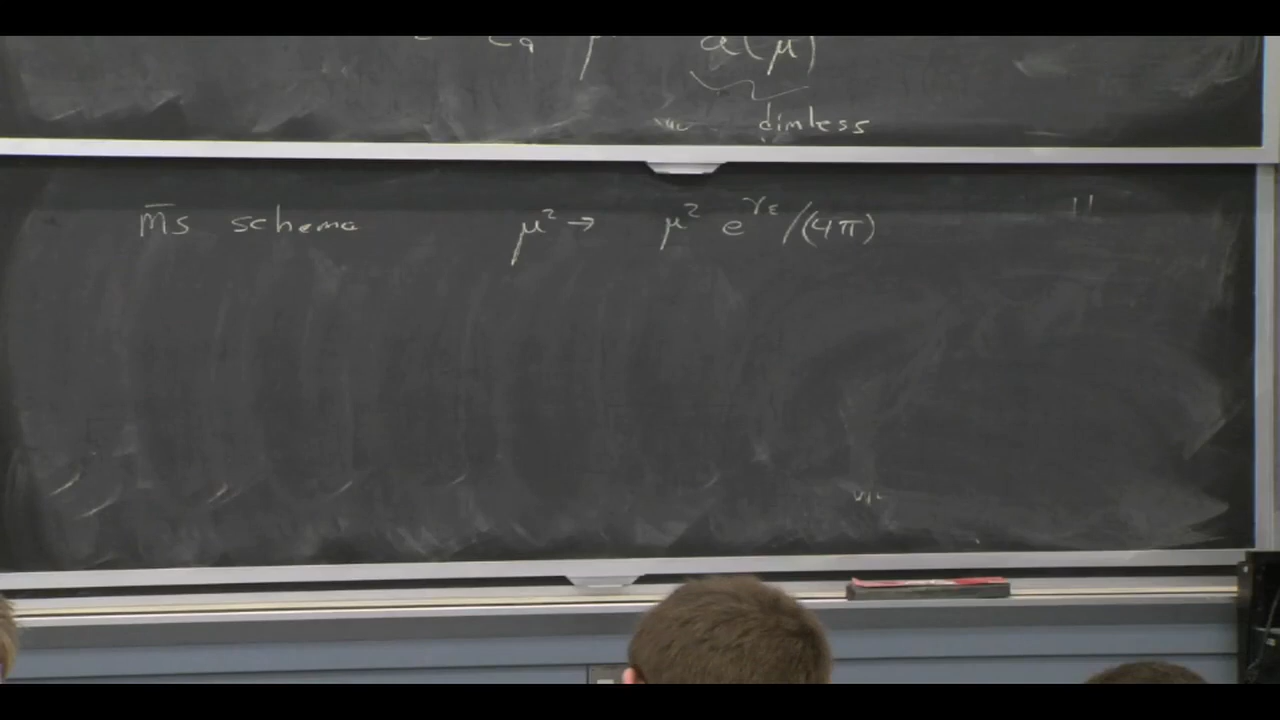 a(μ)
dimless
m̄s scheme μ² → μ² e^γE /(4π)